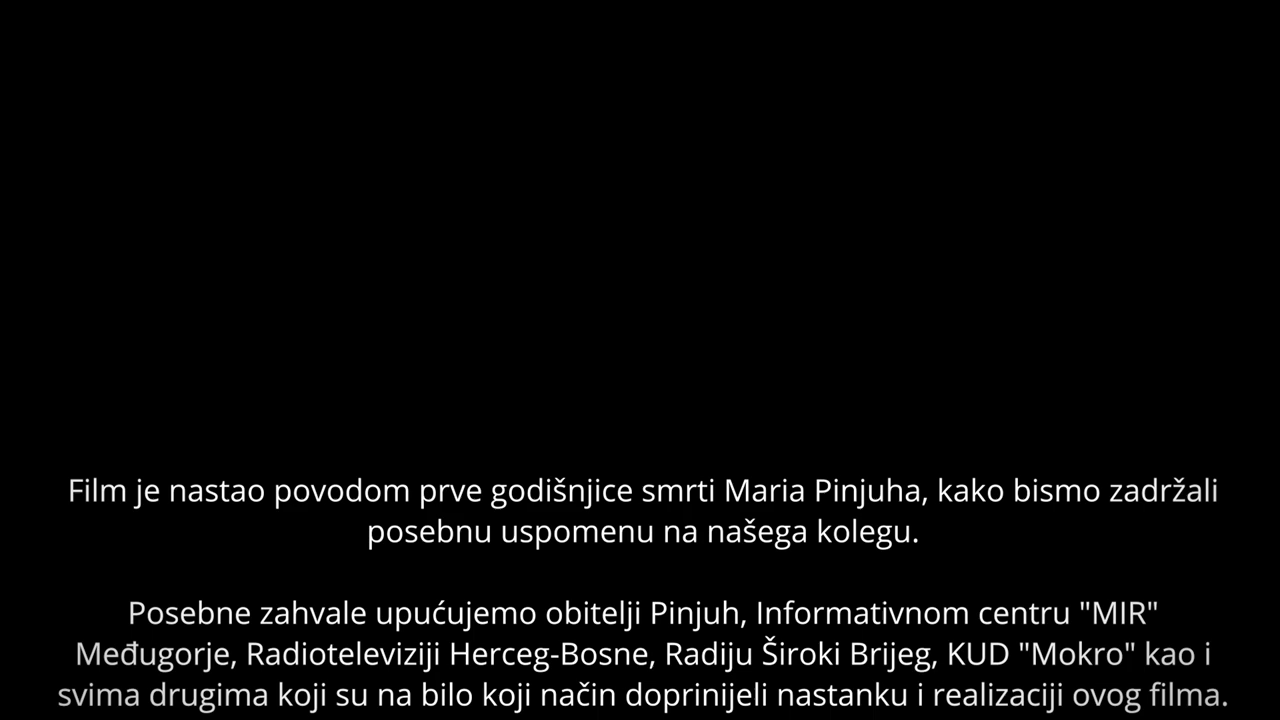 Film je nastao povodom prve godišnjice smrti Maria Pinjuha, kako bismo zadržali
posebnu uspomenu na našega kolegu.
Posebne zahvale upućujemo obitelji Pinjuh, Informativnom centru "MIR"
Međugorje, Radioteleviziji Herceg-Bosne, Radiju Široki Brijeg, KUD "Mokro" kao i
svima drugima koji su na bilo koji način doprinijeli nastanku i realizaciji ovog filma.